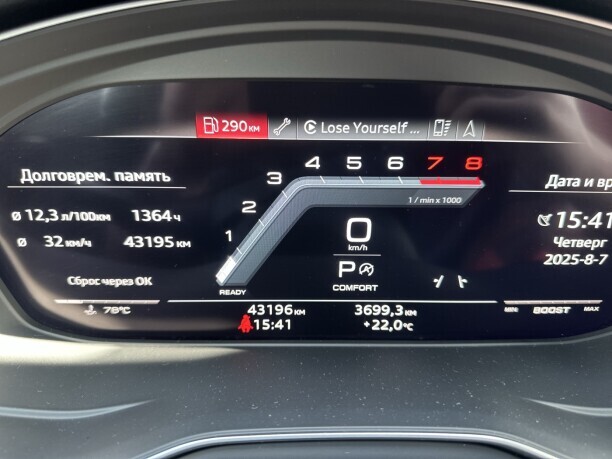 290 км Lose Yourself ...
Долговрем. память
ø 12,3 л/100км 1364 ч
ø 32 км/ч 43195 км
Сброс через OK
78°C
1 2 3 4 5 6 7 8
1 / min x 1000
0
km/h
P
COMFORT
READY
43196 км 3699,3 км
15:41 +22,0°C
Дата и вр
15:41
Четверг
2025-8-7
MIN BOOST MAX